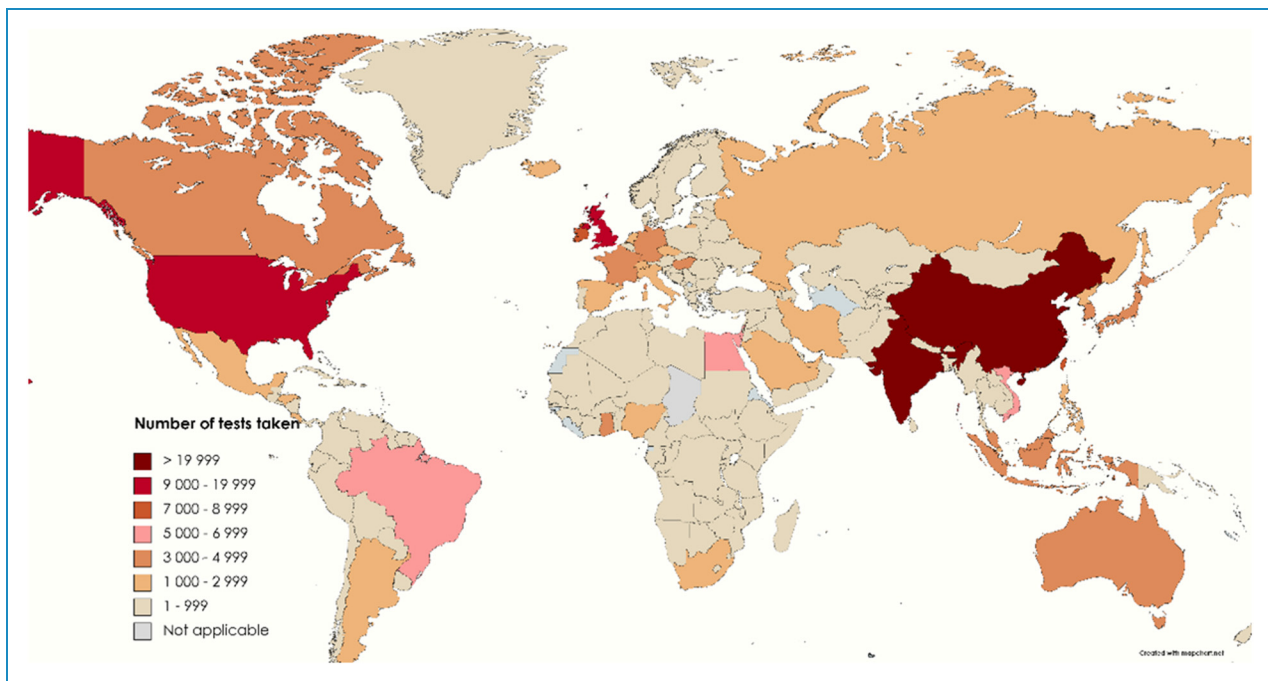 Number of tests taken
> 19 999
9 000 - 19 999
7 000 - 8 999
5 000 - 6 999
3 000 - 4 999
1 000 - 2 999
1 - 999
Not applicable
Created with mapchart.net